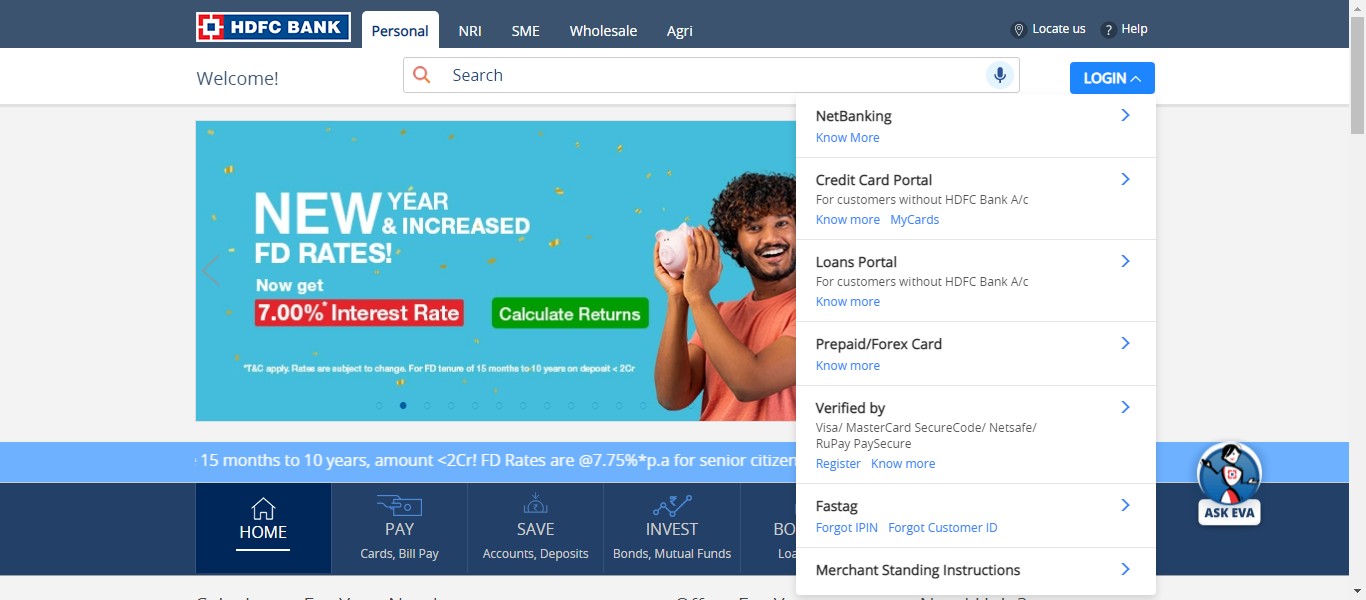 HDFC BANK
Personal
NRI
SME
Wholesale
Agri
Locate us
? Help
Welcome!
Search
LOGIN
NEW YEAR
& INCREASED
FD RATES!
Now get
7.00%* Interest Rate
Calculate Returns
*T&C apply. Rates are subject to change. For FD tenure of 15 months to 10 years on deposit < 2Cr
NetBanking
Know More
Credit Card Portal
For customers without HDFC Bank A/c
Know more MyCards
Loans Portal
For customers without HDFC Bank A/c
Know more
Prepaid/Forex Card
Know more
Verified by
Visa/ MasterCard SecureCode/ Netsafe/
RuPay PaySecure
Register Know more
Fastag
Forgot IPIN Forgot Customer ID
Merchant Standing Instructions
15 months to 10 years, amount <2Cr! FD Rates are @7.75%*p.a for senior citizen
ASK EVA
HOME
PAY
Cards, Bill Pay
SAVE
Accounts, Deposits
INVEST
Bonds, Mutual Funds
BO
Loa